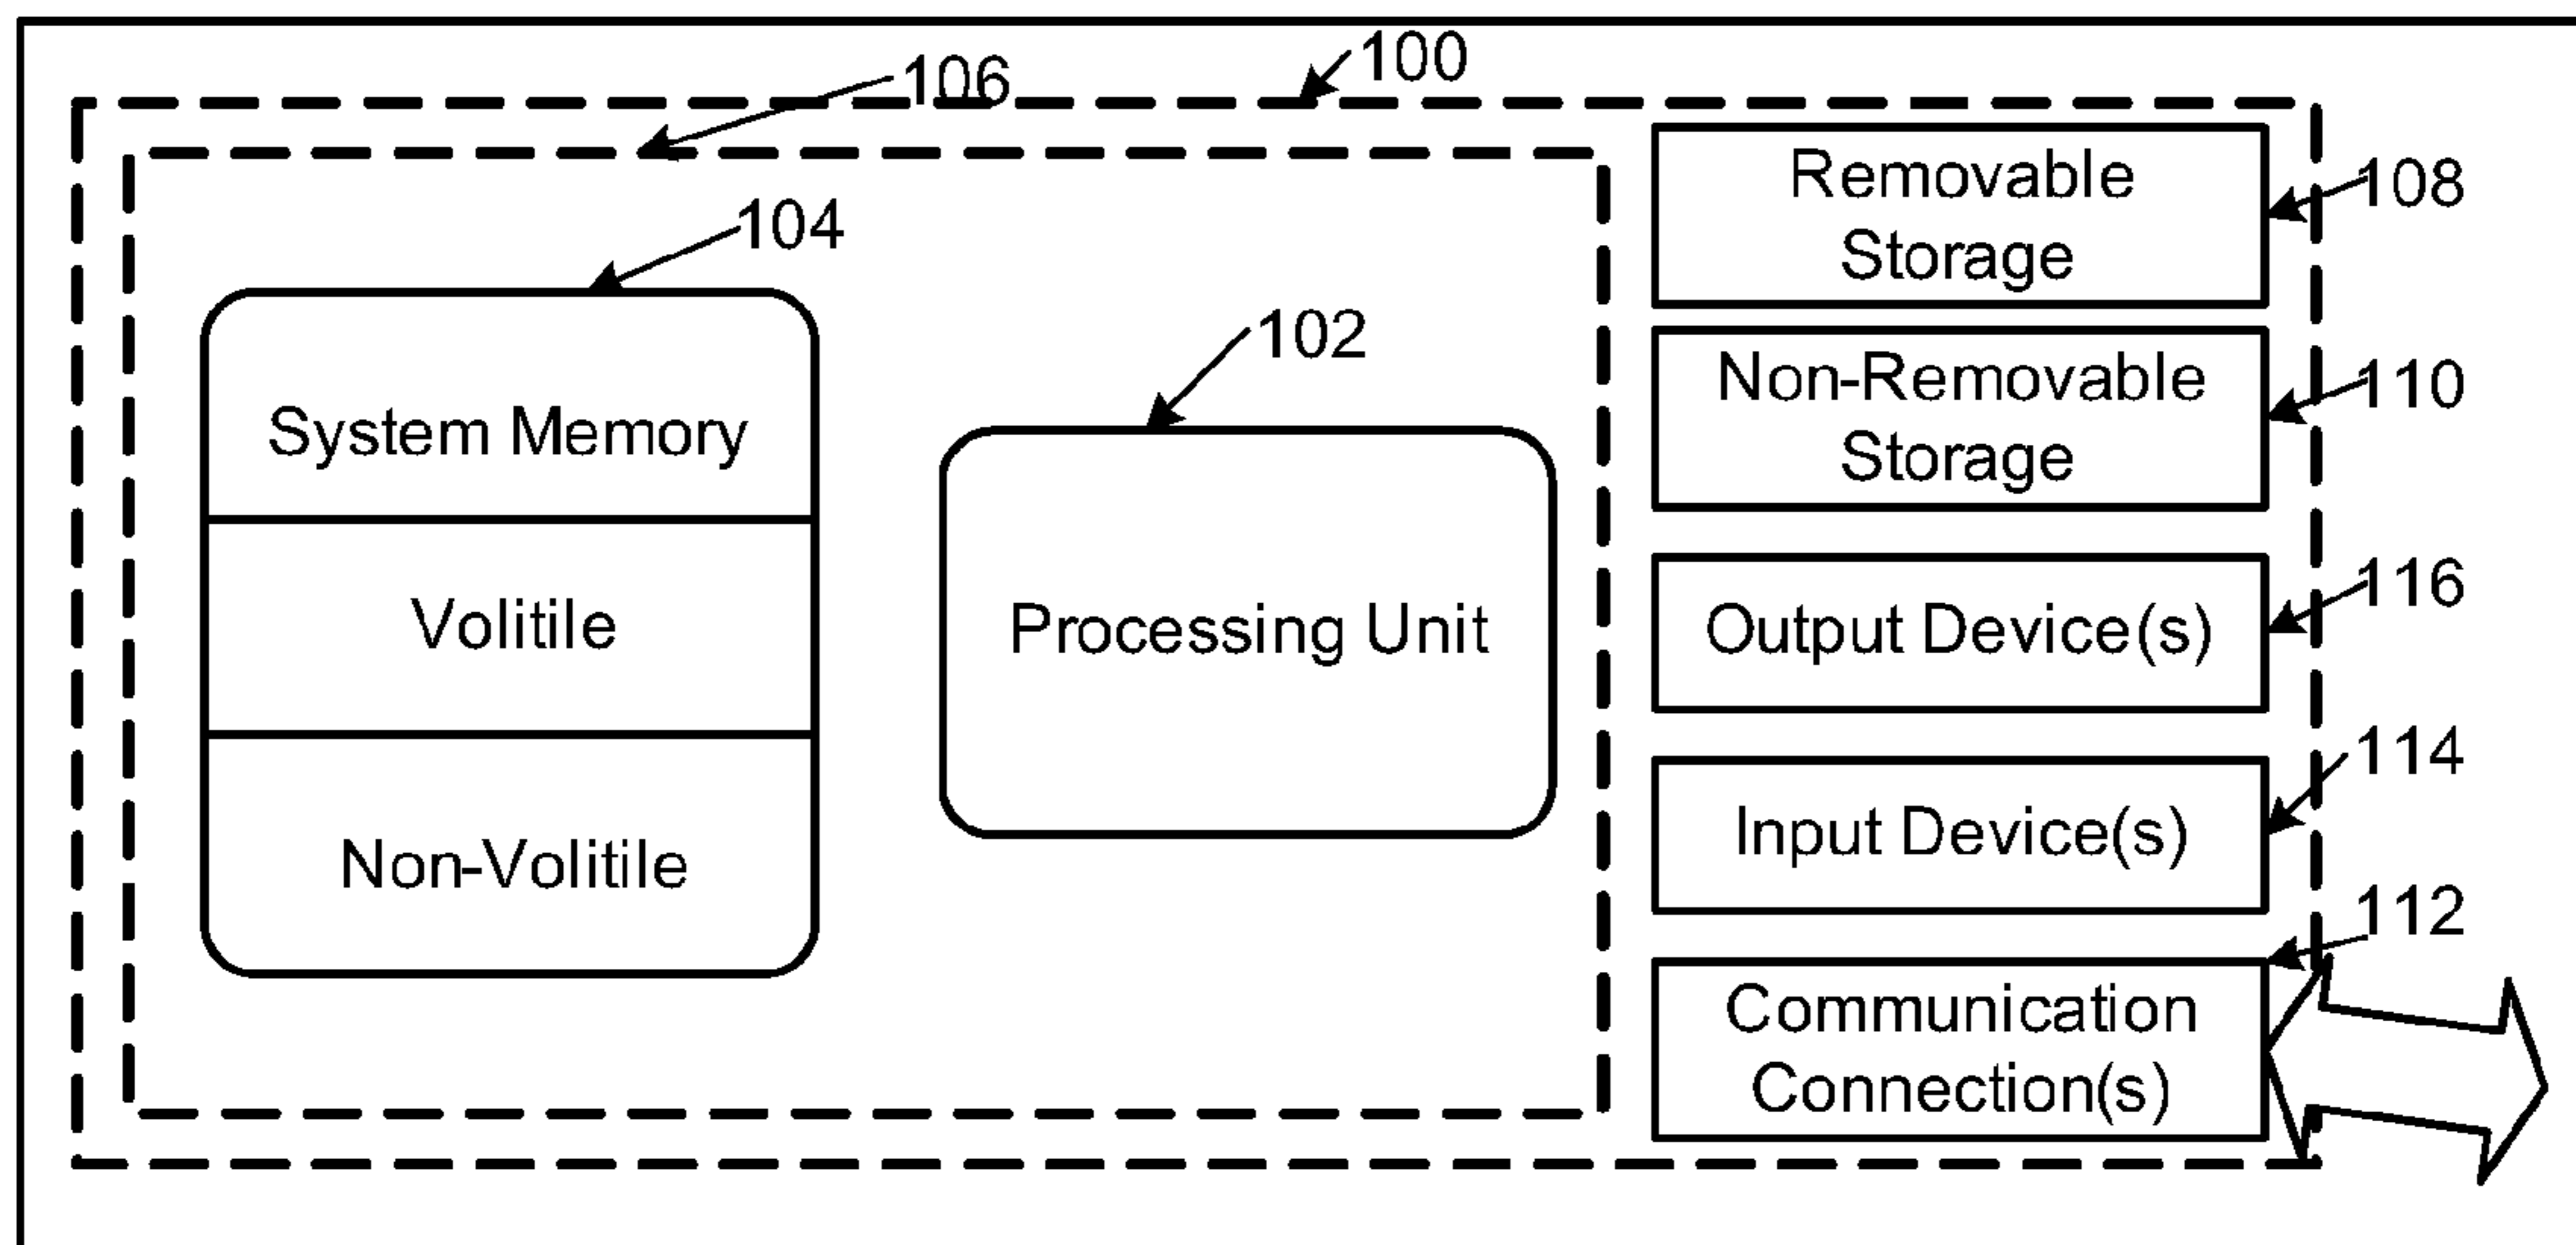 106
100
104
System Memory
Volitile
Non-Volitile
102
Processing Unit
Removable
Storage
108
Non-Removable
Storage
110
Output Device(s)
116
Input Device(s)
114
Communication
Connection(s)
112